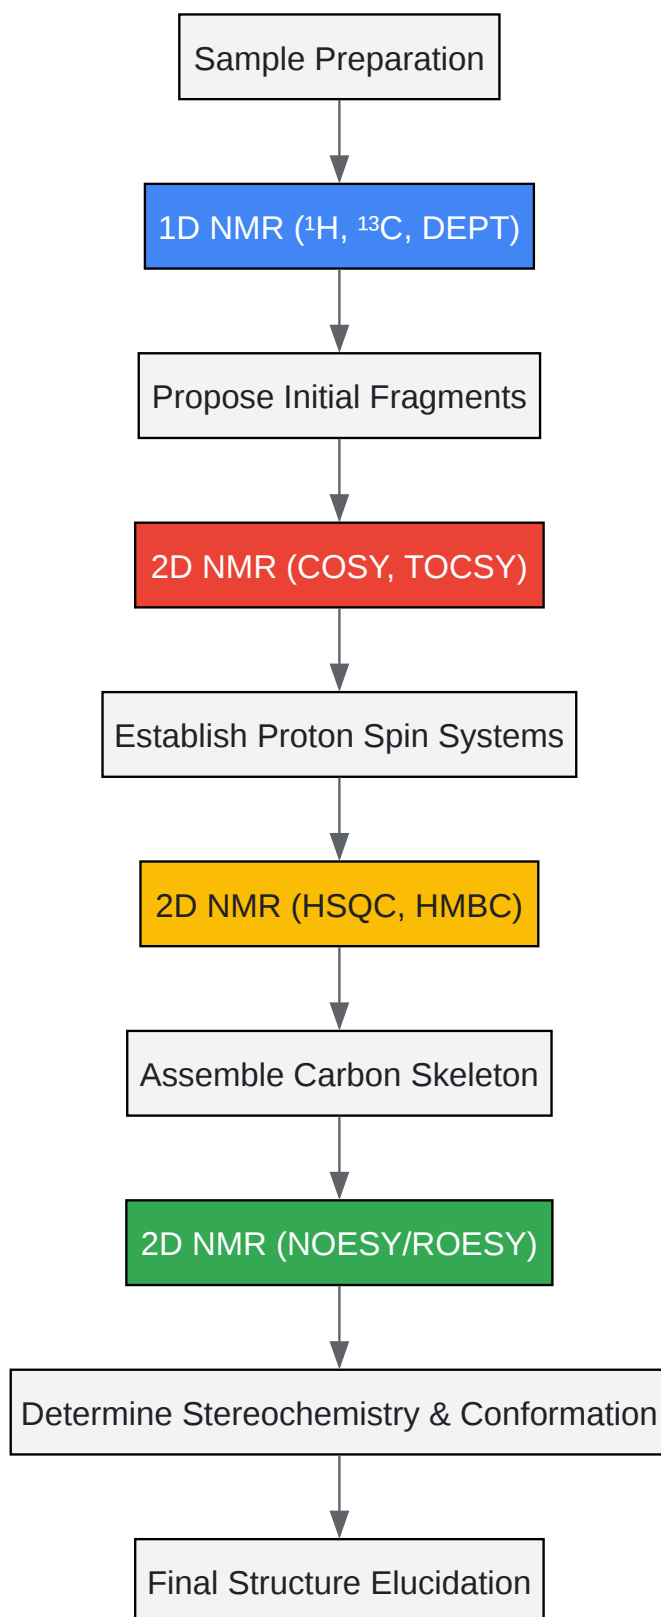 Sample Preparation
1D NMR (¹H, ¹³C, DEPT)
Propose Initial Fragments
2D NMR (COSY, TOCSY)
Establish Proton Spin Systems
2D NMR (HSQC, HMBC)
Assemble Carbon Skeleton
2D NMR (NOESY/ROESY)
Determine Stereochemistry & Conformation
Final Structure Elucidation